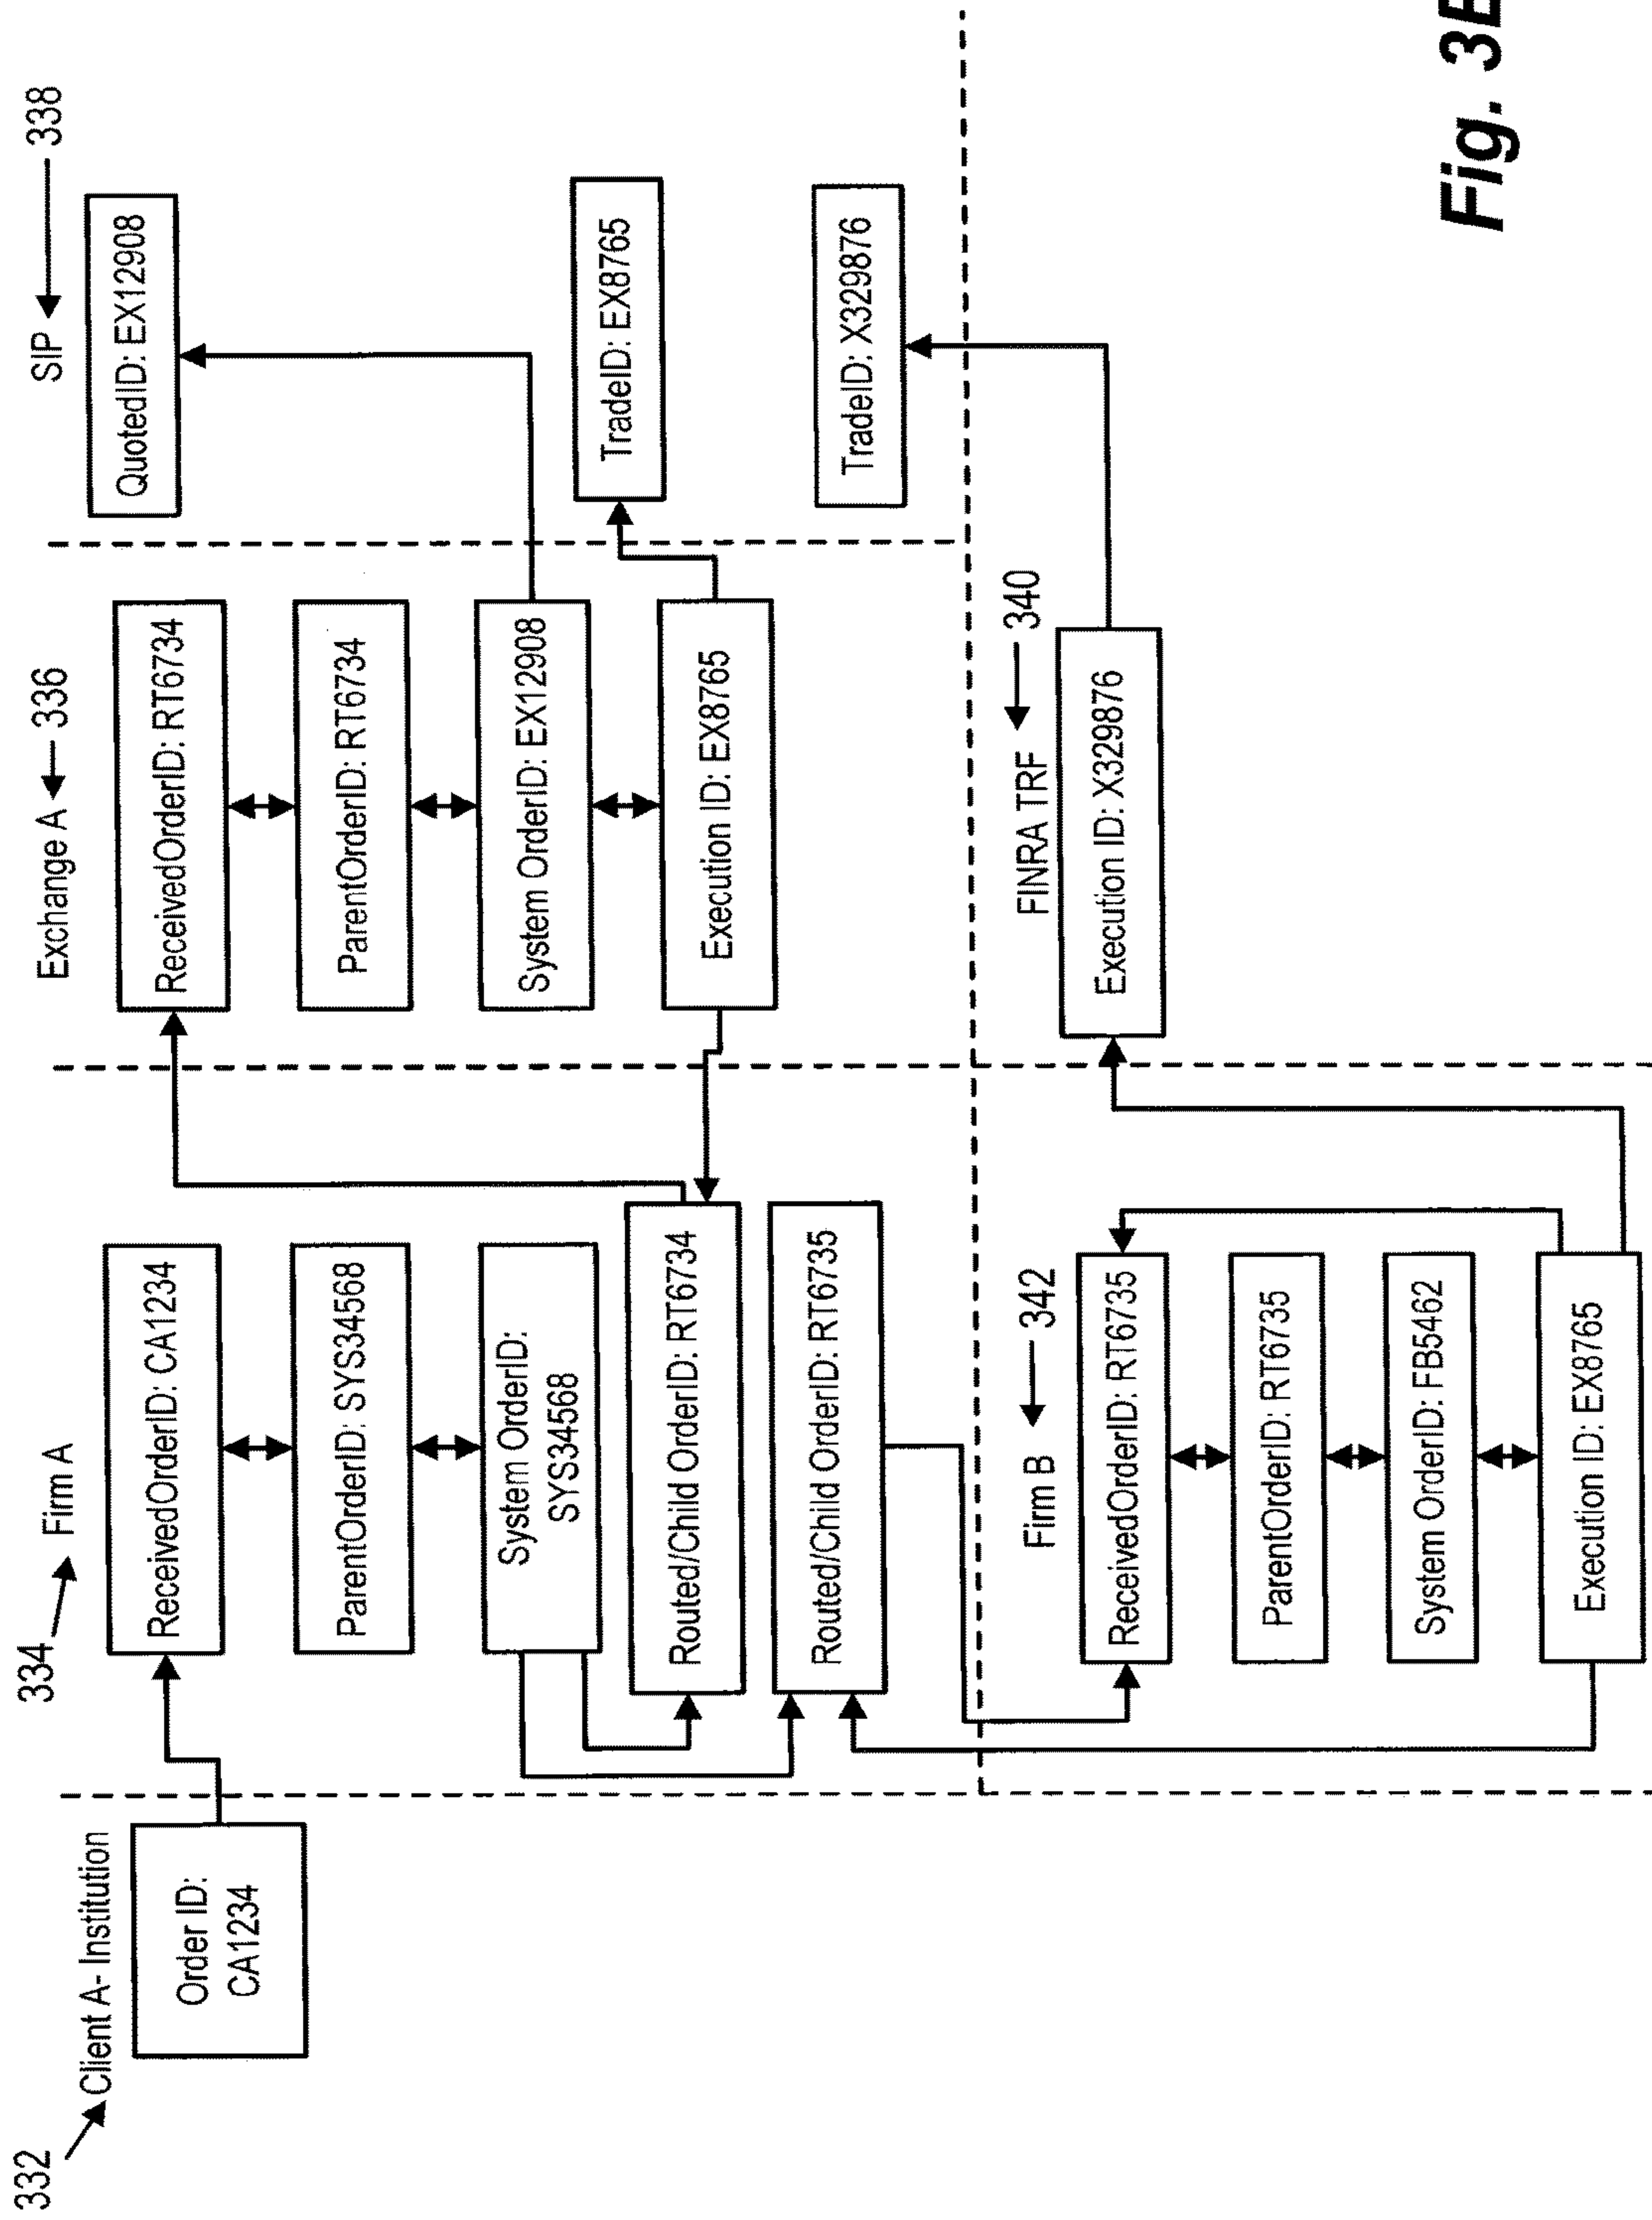 332
Client A- Institution
Order ID:
CA1234
334
Firm A
ReceivedOrderID: CA1234
ParentOrderID: SYS34568
System OrderID:
SYS34568
Routed/Child OrderID: RT6734
Routed/Child OrderID: RT6735
Exchange A
336
ReceivedOrderID: RT6734
ParentOrderID: RT6734
System OrderID: EX12908
Execution ID: EX8765
SIP
338
QuotedID: EX12908
TradeID: EX8765
TradeID: X329876
Firm B
342
ReceivedOrderID: RT6735
ParentOrderID: RT6735
System OrderID: FB5462
Execution ID: EX8765
FINRA TRF
340
Execution ID: X329876
Fig. 3B